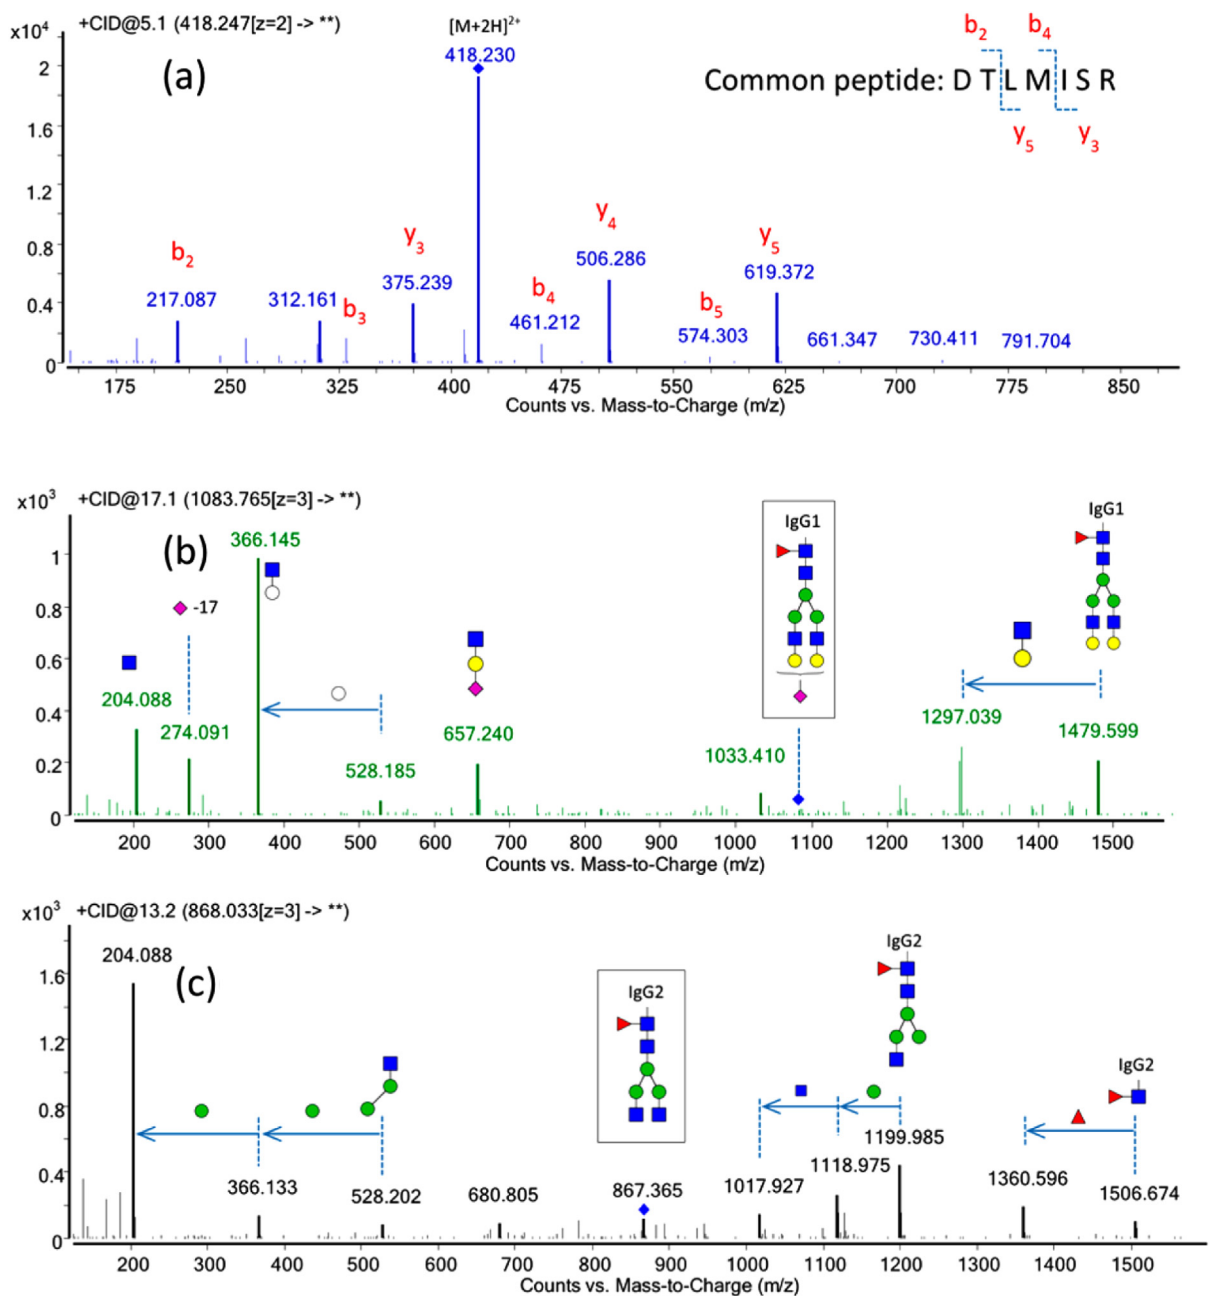 +CID@5.1 (418.247[z=2] -> **)
x10⁴
(a)
[M+2H]²⁺
418.230
b₂ b₄
Common peptide: D T L M I S R
y₅ y₃
2
1.6
1.2
0.8
0.4
0
b₂
217.087
312.161
b₃
y₃
375.239
b₄
461.212
y₄
506.286
b₅
574.303
y₅
619.372
661.347
730.411
791.704
175 250 325 400 475 550 625 700 775 850
Counts vs. Mass-to-Charge (m/z)
x10³
+CID@17.1 (1083.765[z=3] -> **)
(b)
1
0.8
0.6
0.4
0.2
0
204.088
-17
274.091
366.145
528.185
657.240
1033.410
IgG1
1297.039
IgG1
1479.599
200 300 400 500 600 700 800 900 1000 1100 1200 1300 1400 1500
Counts vs. Mass-to-Charge (m/z)
x10³
+CID@13.2 (868.033[z=3] -> **)
(c)
1.6
1.2
0.8
0.4
0
204.088
366.133
528.202
680.805
IgG2
867.365
1017.927
1118.975
IgG2
1199.985
1360.596
IgG2
1506.674
200 300 400 500 600 700 800 900 1000 1100 1200 1300 1400 1500
Counts vs. Mass-to-Charge (m/z)